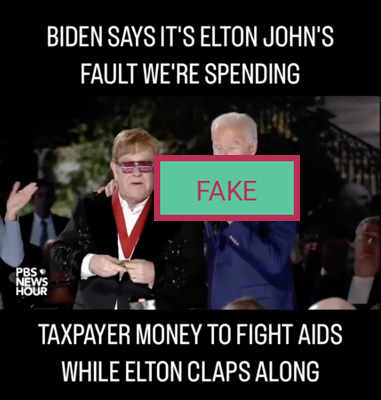 BIDEN SAYS IT'S ELTON JOHN'S
FAULT WE'RE SPENDING
FAKE
PBS
NEWS
HOUR
TAXPAYER MONEY TO FIGHT AIDS
WHILE ELTON CLAPS ALONG